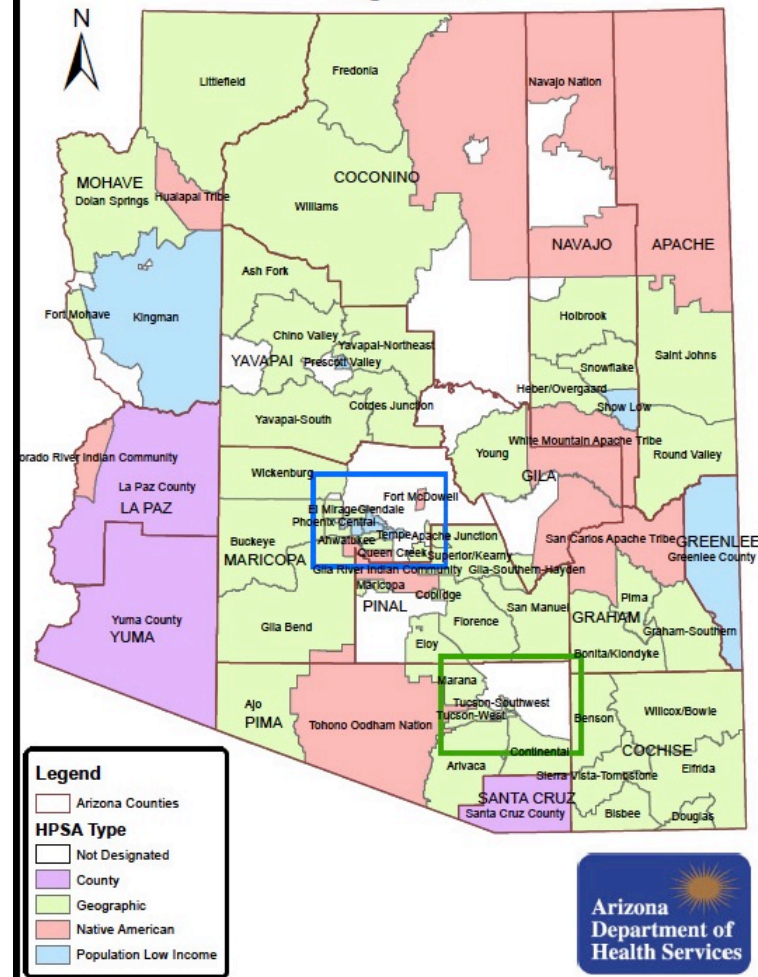 N
Littlefield
Fredonia
Navajo Nation
MOHAVE
Dolan Springs
Hualapai Tribe
COCONINO
Williams
NAVAJO
APACHE
Ash Fork
Fort Mohave
Kingman
Holbrook
Chino Valley
Yavapai-Northeast
Saint Johns
YAVAPAI
Prescott Valley
Snowflake
Heber/Overgaard
Show Low
Yavapai-South
Cordes Junction
White Mountain Apache Tribe
Young
Round Valley
orado River Indian Community
Wickenburg
GILA
La Paz County
LA PAZ
Fort McDowell
El Mirage
Glendale
Phoenix-Central
Buckeye
Ahwatukee
Tempe
Apache Junction
San Carlos Apache Tribe
GREENLEE
Greenlee County
MARICOPA
Queen Creek
Superior/Kearny
Gila River Indian Community
Gila-Southern-Hayden
Maricopa
Coolidge
Pima
Yuma County
YUMA
PINAL
San Manuel
GRAHAM
Gila Bend
Florence
Graham-Southern
Eloy
Bonita/Klondyke
Marana
Ajo
PIMA
Tucson-Southwest
Tucson-West
Benson
Willcox/Bowie
Tohono Oodham Nation
Continental
COCHISE
Arivaca
Sierra Vista-Tombstone
Elfrida
SANTA CRUZ
Santa Cruz County
Bisbee
Douglas
Legend
Arizona Counties
HPSA Type
Not Designated
County
Geographic
Native American
Population Low Income
Arizona
Department of
Health Services